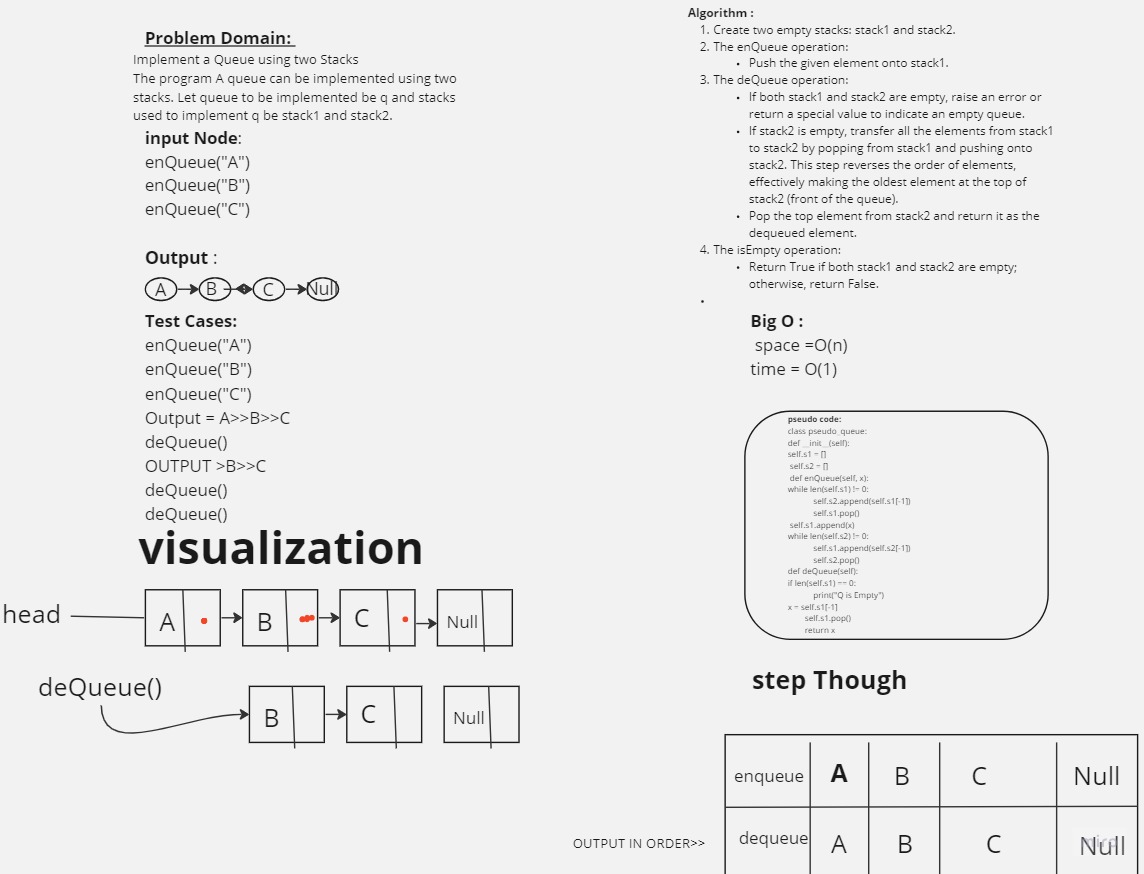 Problem Domain:
Implement a Queue using two Stacks
The program A queue can be implemented using two
stacks. Let queue to be implemented be q and stacks
used to implement q be stack1 and stack2.
input Node:
enQueue("A")
enQueue("B")
enQueue("C")
Output :
A B C Null
Test Cases:
enQueue("A")
enQueue("B")
enQueue("C")
Output = A>>B>>C
deQueue()
OUTPUT >B>>C
deQueue()
deQueue()
visualization
head A B C Null
deQueue()
B C Null
Algorithm :
1. Create two empty stacks: stack1 and stack2.
2. The enQueue operation:
• Push the given element onto stack1.
3. The deQueue operation:
• If both stack1 and stack2 are empty, raise an error or
return a special value to indicate an empty queue.
• If stack2 is empty, transfer all the elements from stack1
to stack2 by popping from stack1 and pushing onto
stack2. This step reverses the order of elements,
effectively making the oldest element at the top of
stack2 (front of the queue).
• Pop the top element from stack2 and return it as the
dequeued element.
4. The isEmpty operation:
• Return True if both stack1 and stack2 are empty;
otherwise, return False.
•
Big O :
space =O(n)
time = O(1)
pseudo code:
class pseudo_queue:
def __init__(self):
self.s1 = []
self.s2 = []
def enQueue(self, x):
while len(self.s1) != 0:
self.s2.append(self.s1[-1])
self.s1.pop()
self.s1.append(x)
while len(self.s2) != 0:
self.s1.append(self.s2[-1])
self.s2.pop()
def deQueue(self):
if len(self.s1) == 0:
print("Q is Empty")
x = self.s1[-1]
self.s1.pop()
return x
step Though
enqueue A B C Null
OUTPUT IN ORDER>> dequeue A B C Null
miro